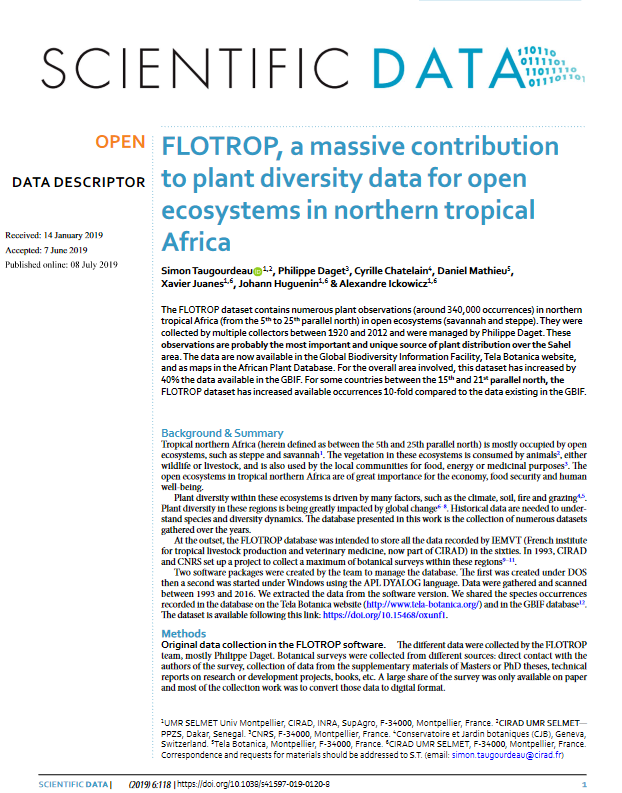 SCIENTIFIC DATA
110110
0111101
11011110
011101101
OPEN
DATA DESCRIPTOR
Received: 14 January 2019
Accepted: 7 June 2019
Published online: 08 July 2019
FLOTROP, a massive contribution
to plant diversity data for open
ecosystems in northern tropical
Africa
Simon Taugourdeau 1,2, Philippe Daget3, Cyrille Chatelain4, Daniel Mathieu5,
Xavier Juanes1,6, Johann Huguenin1,6 & Alexandre Ickowicz1,6
The FLOTROP dataset contains numerous plant observations (around 340,000 occurrences) in northern
tropical Africa (from the 5th to 25th parallel north) in open ecosystems (savannah and steppe). They were
collected by multiple collectors between 1920 and 2012 and were managed by Philippe Daget. These
observations are probably the most important and unique source of plant distribution over the Sahel
area. The data are now available in the Global Biodiversity Information Facility, Tela Botanica website,
and as maps in the African Plant Database. For the overall area involved, this dataset has increased by
40% the data available in the GBIF. For some countries between the 15th and 21st parallel north, the
FLOTROP dataset has increased available occurrences 10-fold compared to the data existing in the GBIF.
Background & Summary
Tropical northern Africa (herein defined as between the 5th and 25th parallel north) is mostly occupied by open
ecosystems, such as steppe and savannah1. The vegetation in these ecosystems is consumed by animals2, either
wildlife or livestock, and is also used by the local communities for food, energy or medicinal purposes3. The
open ecosystems in tropical northern Africa are of great importance for the economy, food security and human
well-being.
Plant diversity within these ecosystems is driven by many factors, such as the climate, soil, fire and grazing4,5.
Plant diversity in these regions is being greatly impacted by global change6–8. Historical data are needed to under-
stand species and diversity dynamics. The database presented in this work is the collection of numerous datasets
gathered over the years.
At the outset, the FLOTROP database was intended to store all the data recorded by IEMVT (French institute
for tropical livestock production and veterinary medicine, now part of CIRAD) in the sixties. In 1993, CIRAD
and CNRS set up a project to collect a maximum of botanical surveys within these regions9–11.
Two software packages were created by the team to manage the database. The first was created under DOS
then a second was started under Windows using the APL DYALOG language. Data were gathered and scanned
between 1993 and 2016. We extracted the data from the software version. We shared the species occurrences
recorded in the database on the Tela Botanica website (http://www.tela-botanica.org/) and in the GBIF database12.
The dataset is available following this link: https://doi.org/10.15468/oxunf1.
Methods
Original data collection in the FLOTROP software. The different data were collected by the FLOTROP
team, mostly Philippe Daget. Botanical surveys were collected from different sources: direct contact with the
authors of the survey, collection of data from the supplementary materials of Masters or PhD theses, technical
reports on research or development projects, books, etc. A large share of the survey was only available on paper
and most of the collection work was to convert those data to digital format.
1UMR SELMET Univ Montpellier, CIRAD, INRA, SupAgro, F-34000, Montpellier, France. 2CIRAD UMR SELMET—
PPZS, Dakar, Senegal. 3CNRS, F-34000, Montpellier, France. 4Conservatoire et Jardin botaniques (CJB), Geneva,
Switzerland. 5Tela Botanica, Montpellier, F-34000, France. 6CIRAD UMR SELMET, F-34000, Montpellier, France.
Correspondence and requests for materials should be addressed to S.T. (email: simon.taugourdeau@cirad.fr)
SCIENTIFIC DATA | (2019) 6:118 | https://doi.org/10.1038/s41597-019-0120-8 1